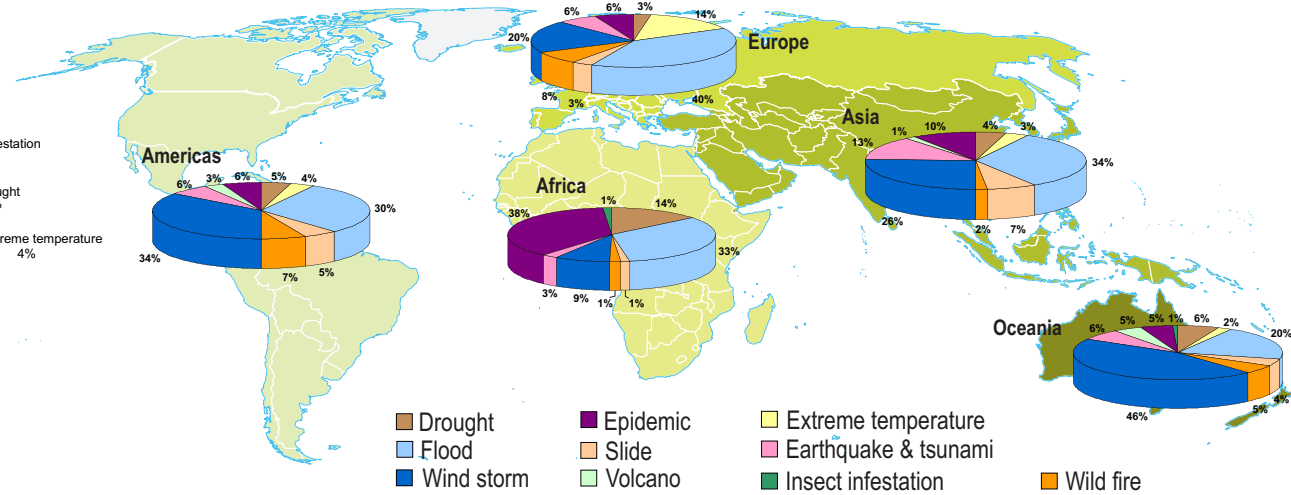 6%
6%
3%
14%
20%
Europe
8%
3%
40%
estation
ught
%
reme temperature
4%
Americas
6%
3%
6%
5%
4%
30%
34%
7%
5%
Africa
1%
14%
38%
33%
3%
9%
1%
1%
Asia
1%
10%
4%
3%
13%
34%
26%
2%
7%
Oceania
6%
5%
5%
1%
6%
2%
20%
46%
5%
4%
Drought
Epidemic
Extreme temperature
Flood
Slide
Earthquake & tsunami
Wind storm
Volcano
Insect infestation
Wild fire